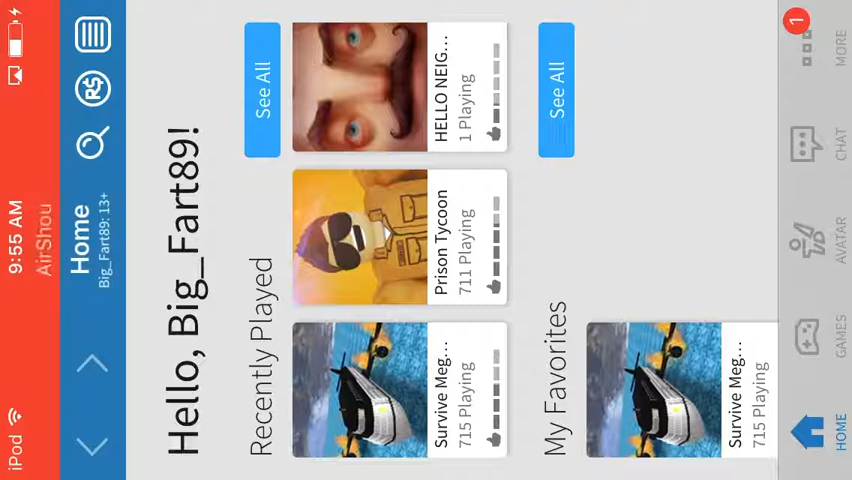 iPod
9:55 AM
AirShou
Home
Big_Fart89: 13+
R$
Hello, Big_Fart89!
Recently Played
See All
Survive Meg...
715 Playing
Prison Tycoon
711 Playing
HELLO NEIG...
1 Playing
My Favorites
See All
Survive Meg...
715 Playing
HOME
GAMES
AVATAR
CHAT
1
MORE